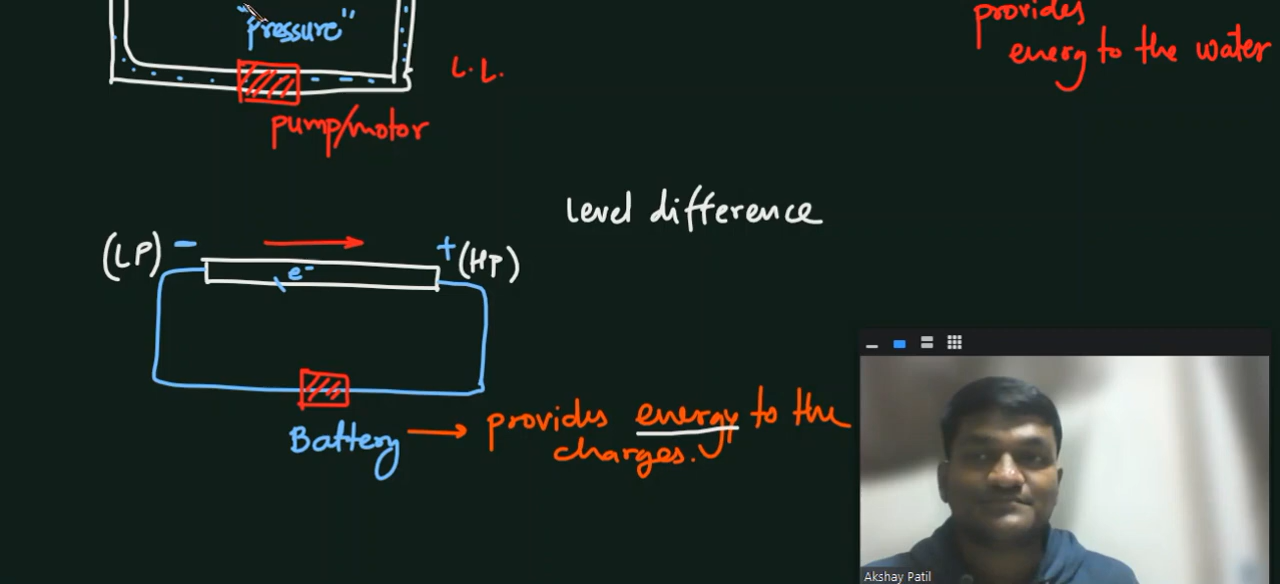 "pressure"
provides
energ to the water
L.L.
pump/motor
level difference
(LP) - + (HP)
e-
Battery → provides energy to the
charges.
Akshay Patil